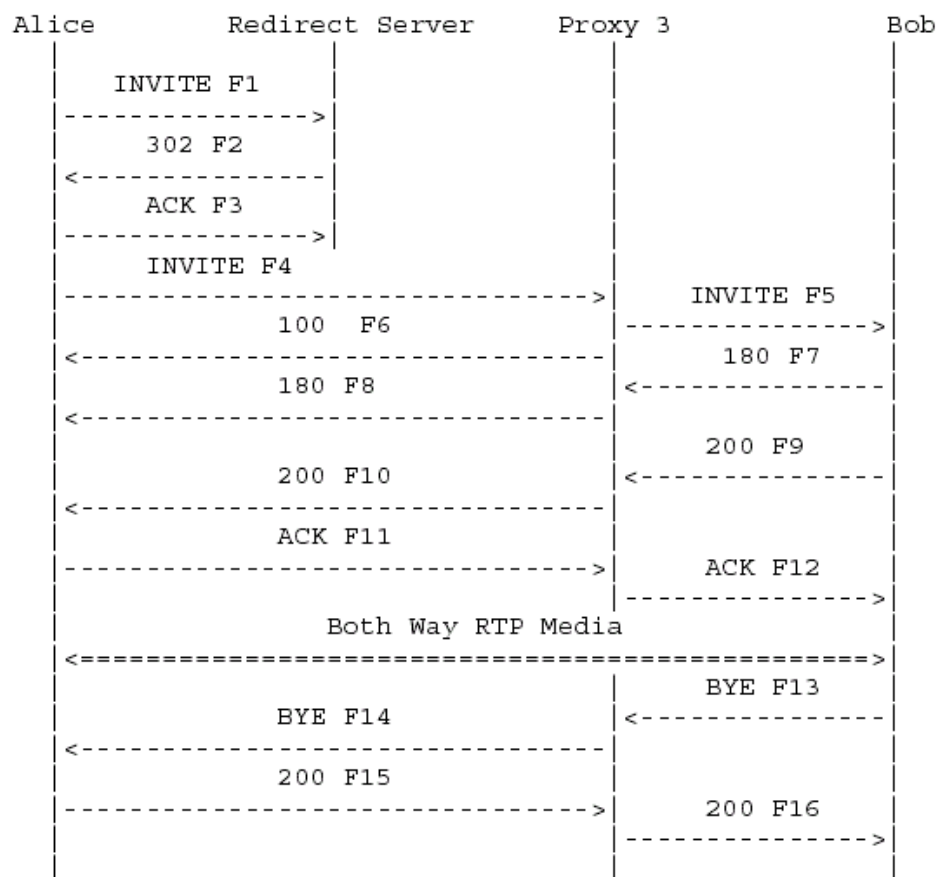 Alice Redirect Server Proxy 3 Bob
INVITE F1
302 F2
ACK F3
INVITE F4
INVITE F5
100 F6
180 F7
180 F8
200 F9
200 F10
ACK F11
ACK F12
Both Way RTP Media
BYE F13
BYE F14
200 F15
200 F16